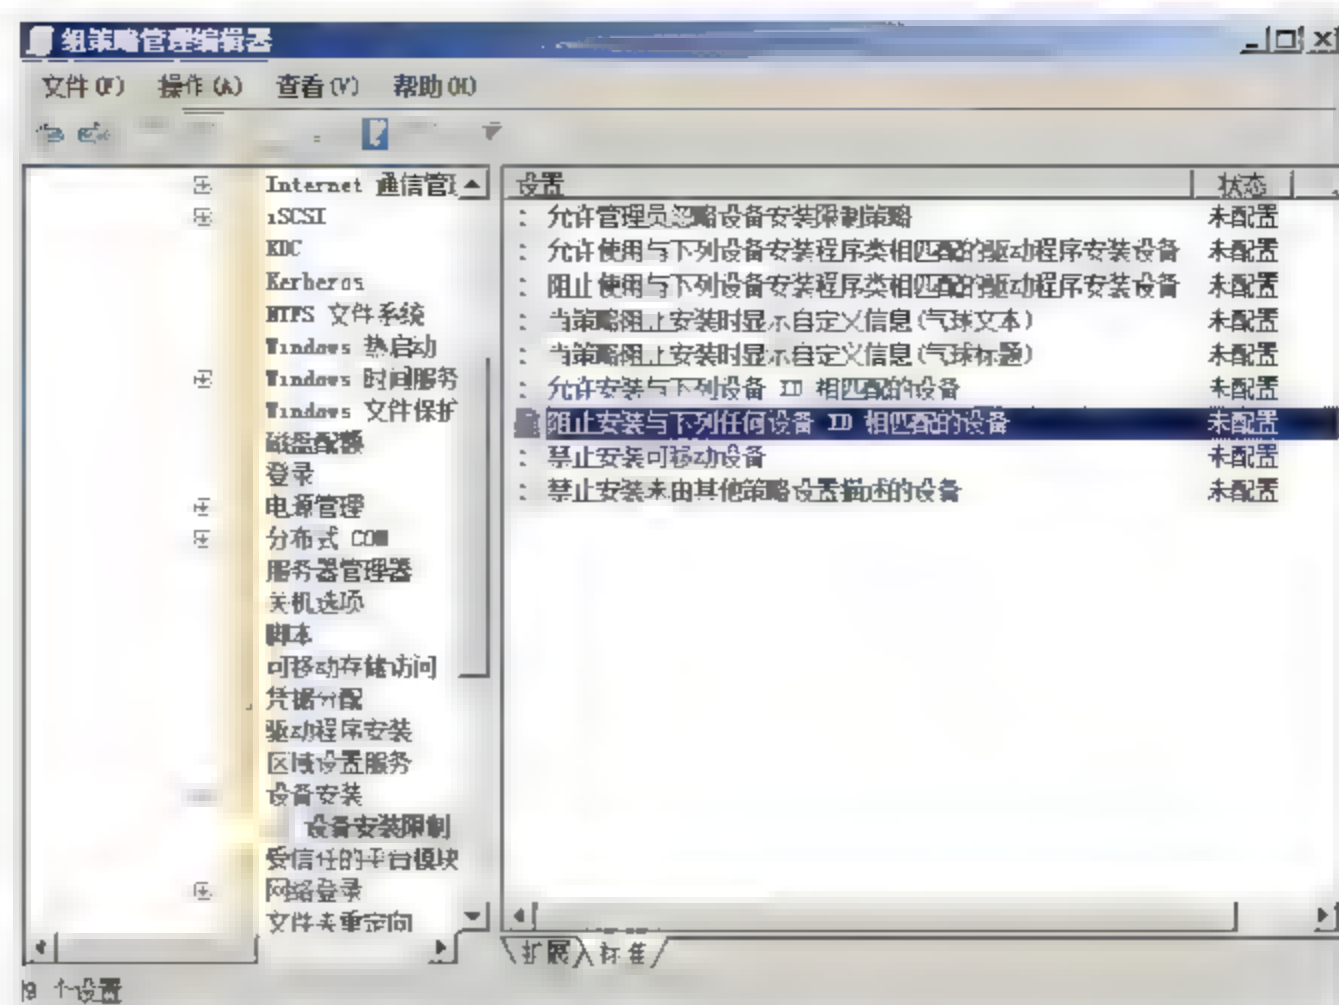 组策略管理编辑器
文件(F) 操作(A) 查看(V) 帮助(H)
Internet 通信管理
iSCSI
KDC
Kerberos
NTFS 文件系统
Windows 热启动
Windows 时间服务
Windows 文件保护
磁盘配额
登录
电源管理
分布式 COM
服务器管理器
关机选项
脚本
可移动存储访问
凭据分配
驱动程序安装
区域设置服务
设备安装
设备安装限制
受信任的平台模块
网络登录
文件夹重定向
设置 状态
允许管理员忽略设备安装限制策略 未配置
允许使用与下列设备安装程序类相匹配的驱动程序安装设备 未配置
阻止使用与下列设备安装程序类相匹配的驱动程序安装设备 未配置
当策略阻止安装时显示自定义信息(气球文本) 未配置
当策略阻止安装时显示自定义信息(气球标题) 未配置
允许安装与下列设备 ID 相匹配的设备 未配置
阻止安装与下列任何设备 ID 相匹配的设备 未配置
禁止安装可移动设备 未配置
禁止安装未由其他策略设置描述的设备 未配置
扩展 标准
9 个设置